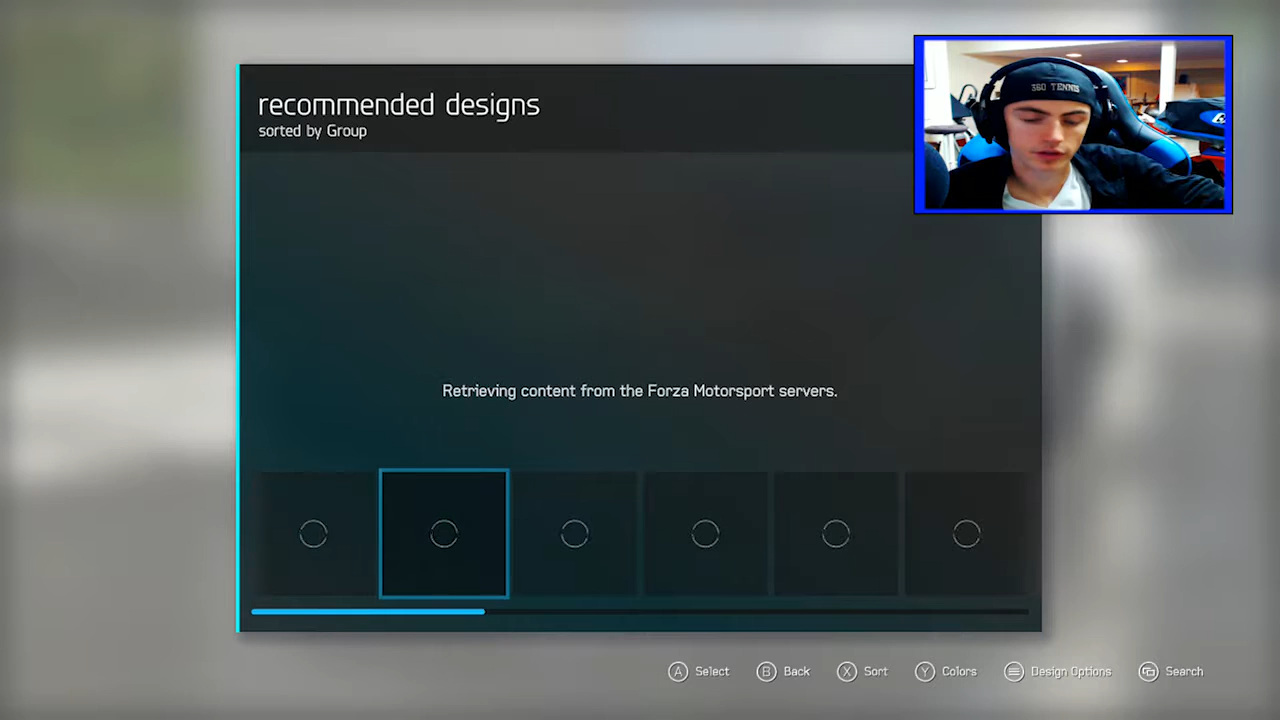 recommended designs
sorted by Group
360 TENNIS
Retrieving content from the Forza Motorsport servers.
A Select
B Back
X Sort
Y Colors
Design Options
Search